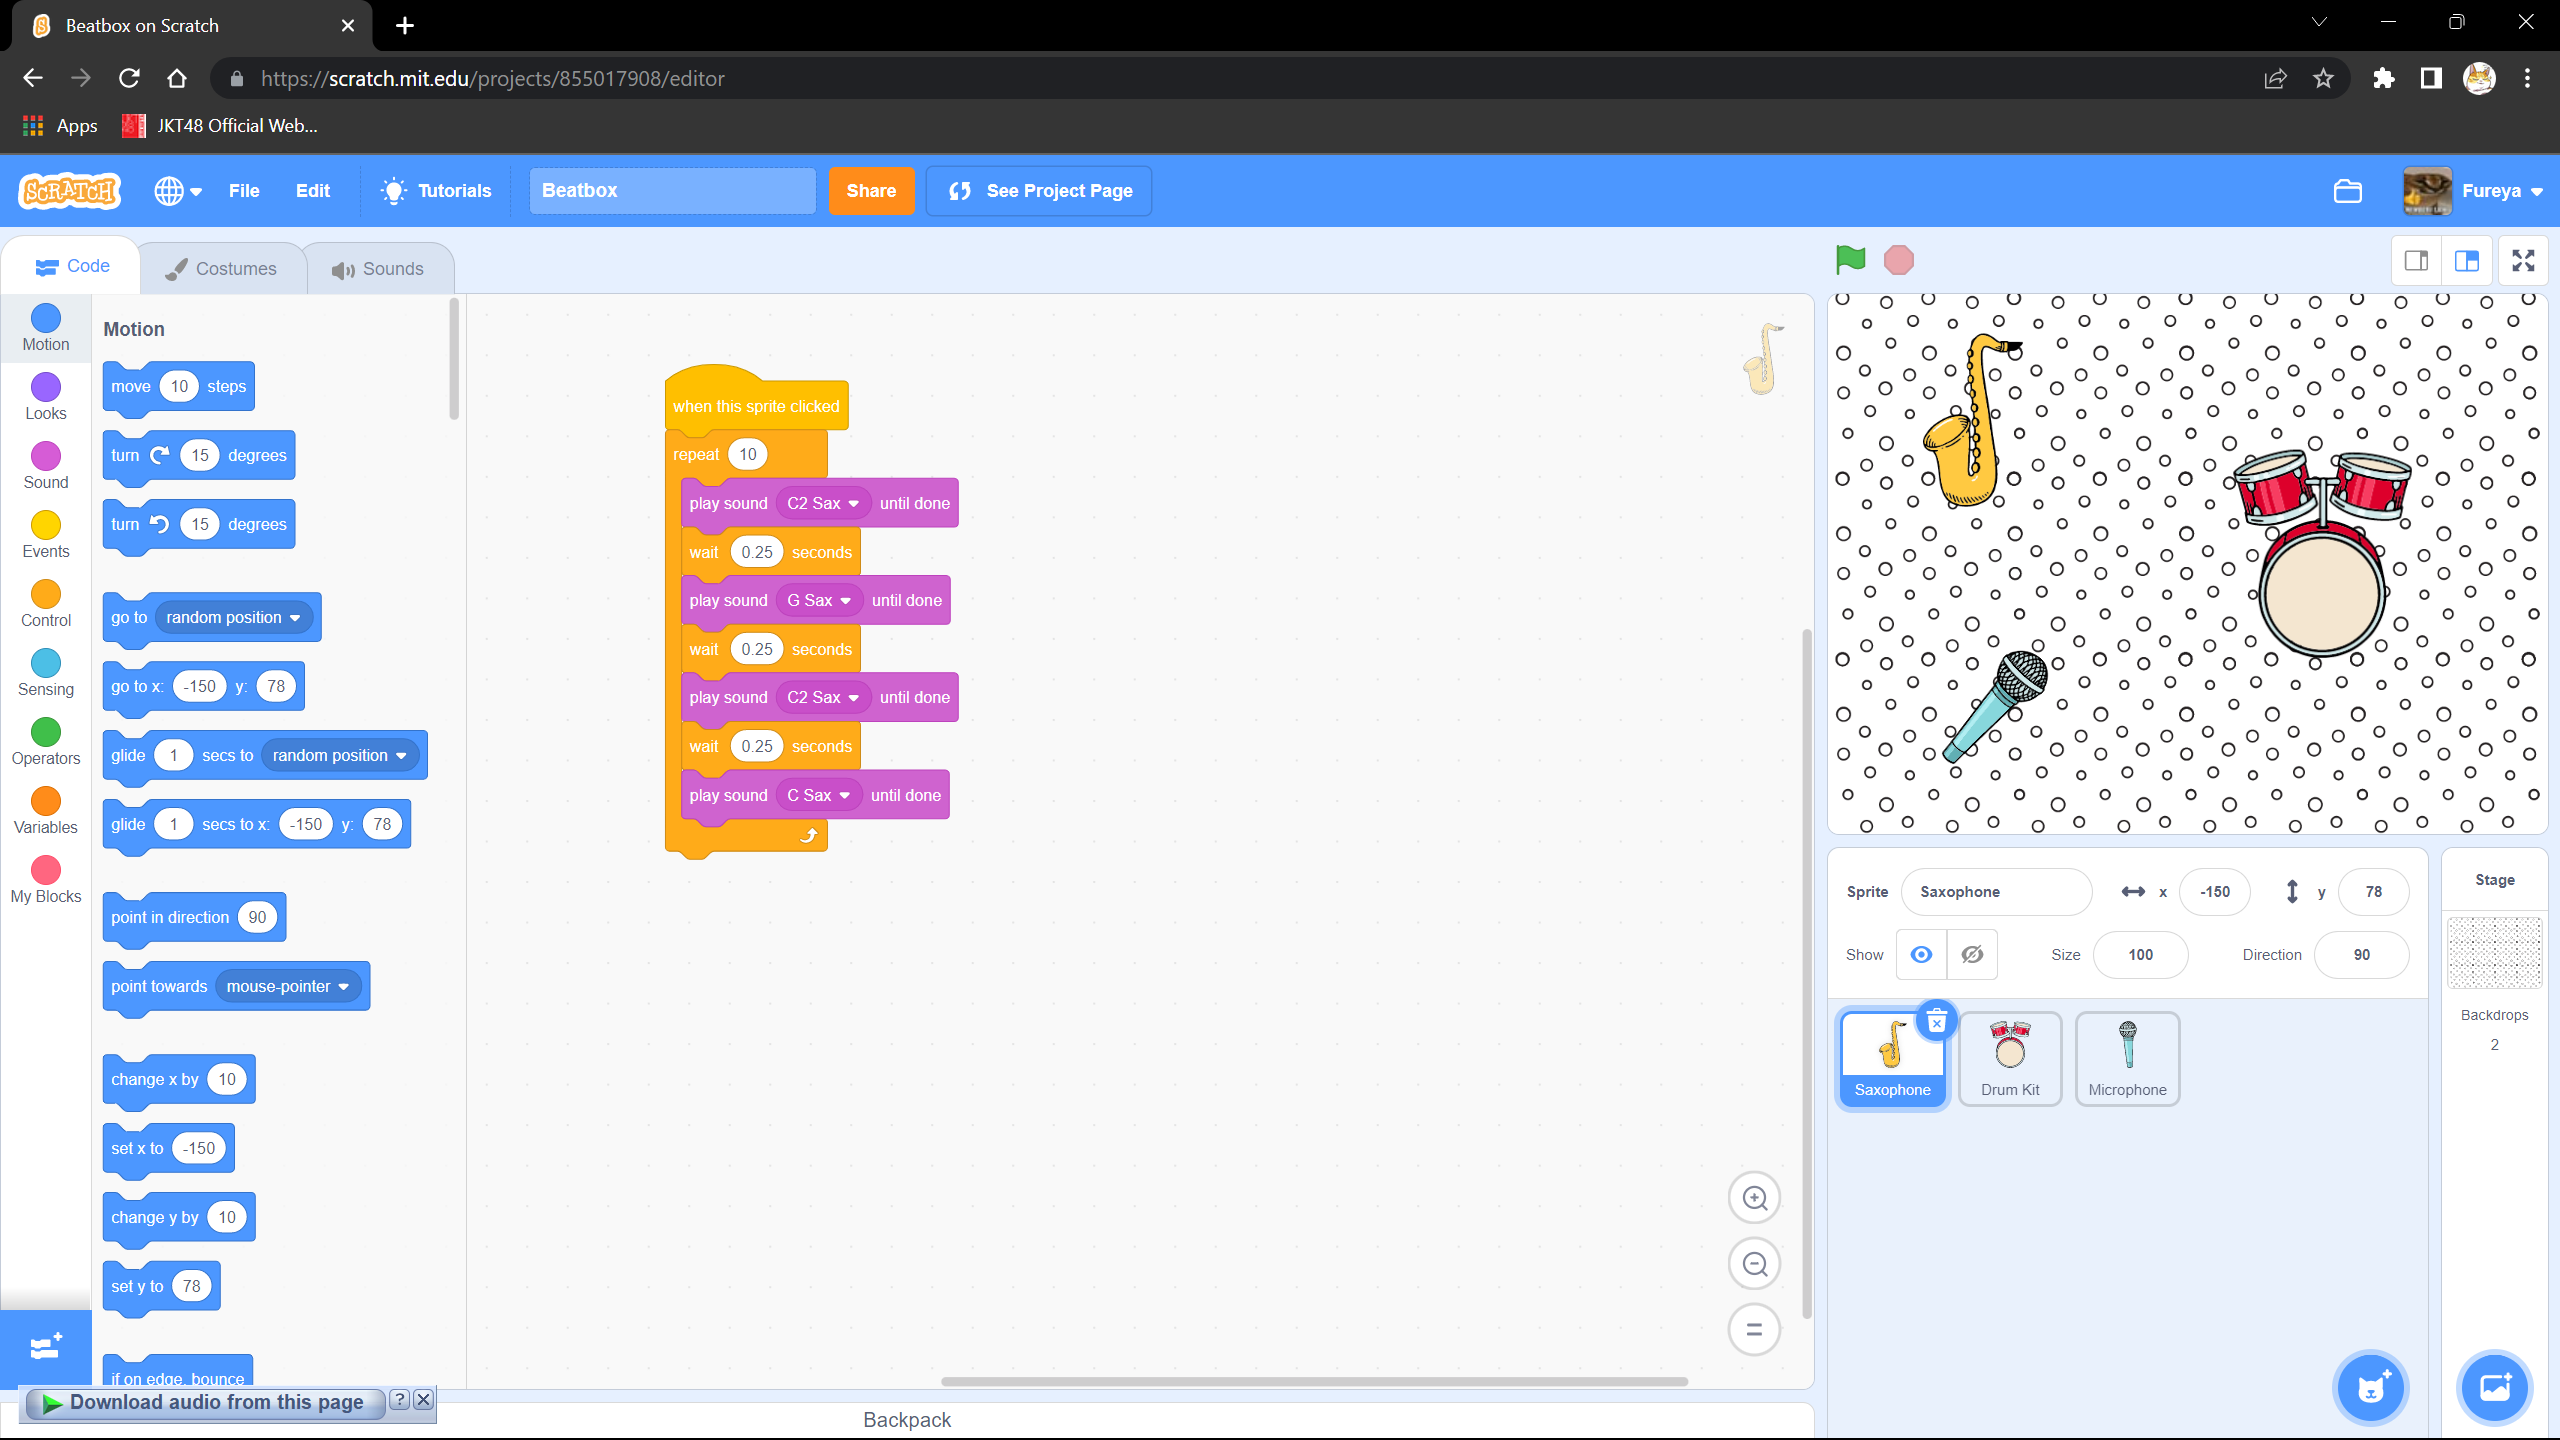 Beatbox on Scratch
https://scratch.mit.edu/projects/855017908/editor
Apps JKT48 Official Web...
SCRATCH File Edit Tutorials Beatbox Share See Project Page Fureya
Code Costumes Sounds
Motion
Looks
Sound
Events
Control
Sensing
Operators
Variables
My Blocks
Motion
move 10 steps
turn 15 degrees
turn 15 degrees
go to random position
go to x: -150 y: 78
glide 1 secs to random position
glide 1 secs to x: -150 y: 78
point in direction 90
point towards mouse-pointer
change x by 10
set x to -150
change y by 10
set y to 78
if on edge, bounce
Download audio from this page ?
when this sprite clicked
repeat 10
play sound C2 Sax until done
wait 0.25 seconds
play sound G Sax until done
wait 0.25 seconds
play sound C2 Sax until done
wait 0.25 seconds
play sound C Sax until done
Backpack
Sprite Saxophone x -150 y 78
Show Size 100 Direction 90
Saxophone Drum Kit Microphone
Stage
Backdrops
2